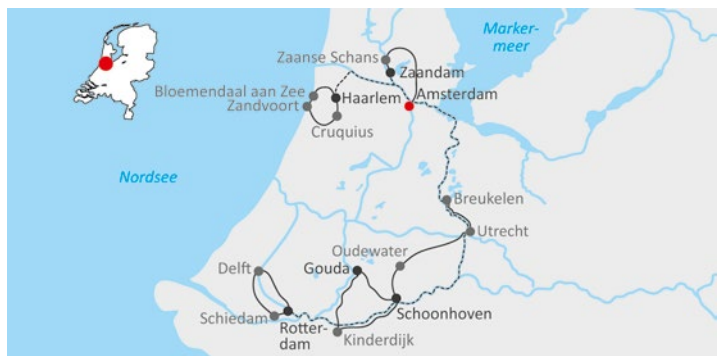 Marker-
meer
Zaanse Schans
Zaandam
Bloemendaal aan Zee
Haarlem
Amsterdam
Zandvoort
Cruquius
Nordsee
Breukelen
Utrecht
Oudewater
Delft
Gouda
Schiedam
Rotter-
dam
Schoonhoven
Kinderdijk